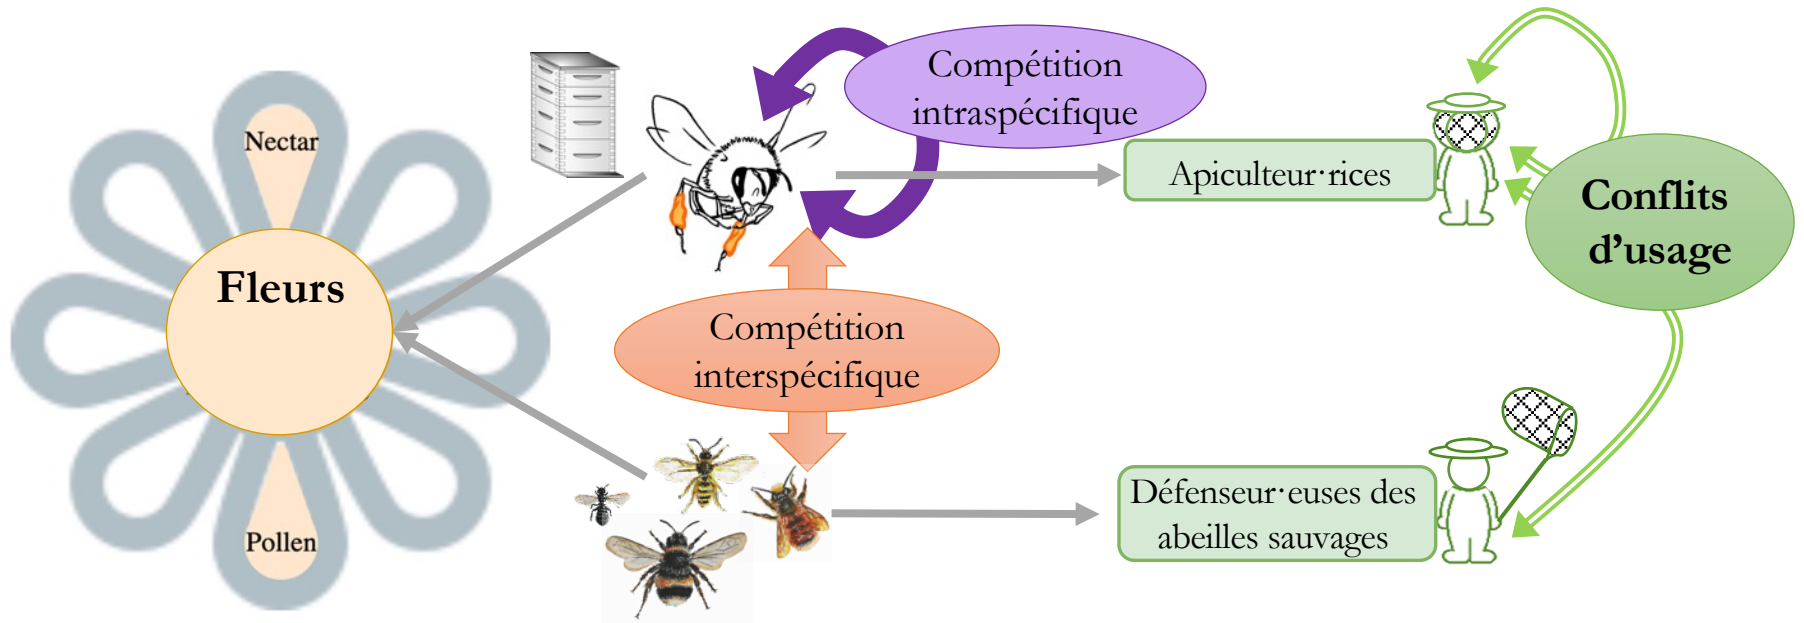 Nectar
Fleurs
Pollen
Compétition
intraspécifique
Compétition
interspécifique
Apiculteur·rices
Défenseur·euses des
abeilles sauvages
Conflits
d’usage